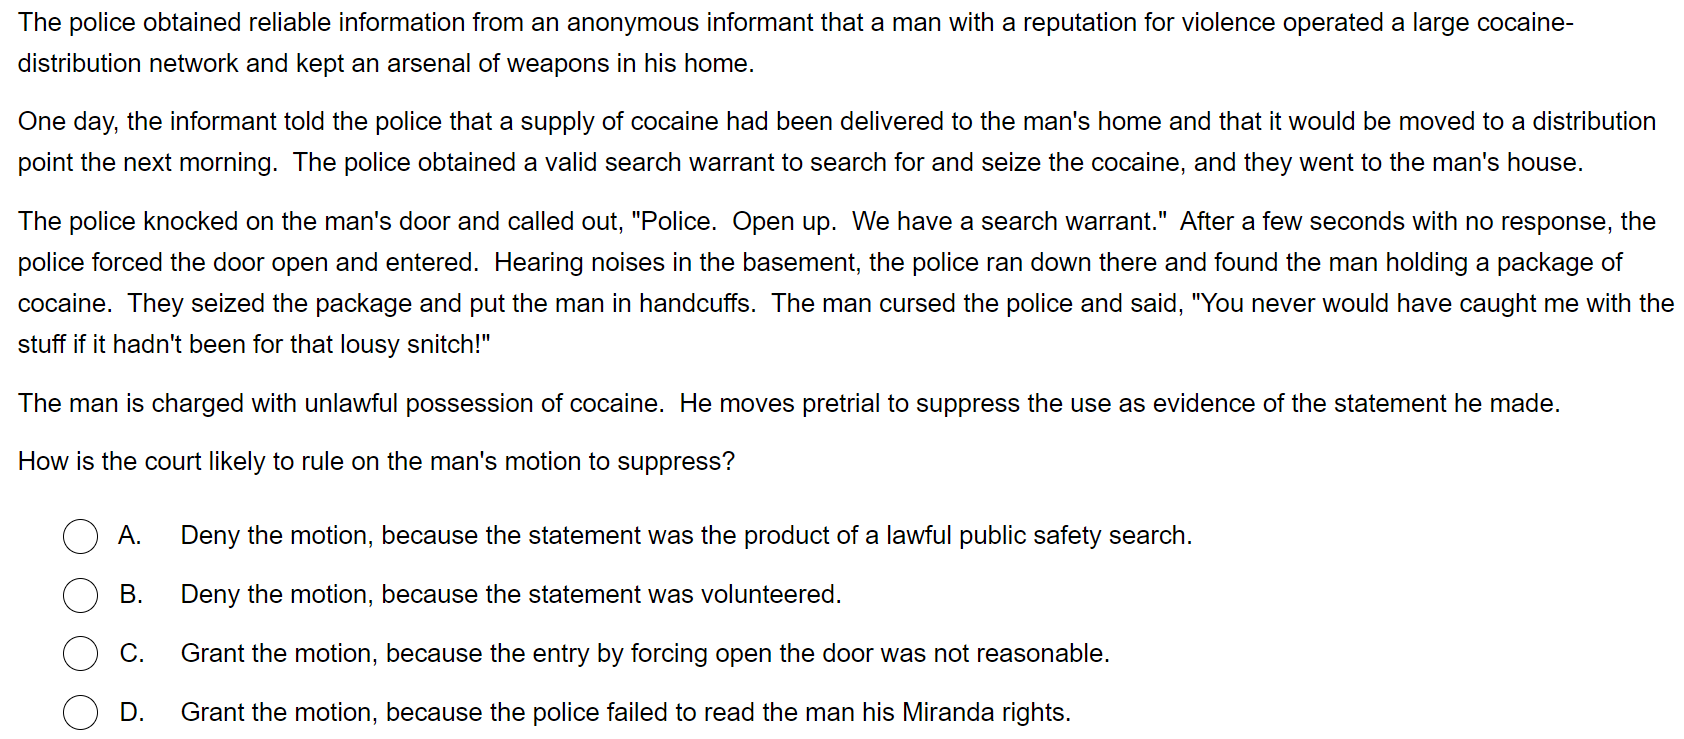 The police obtained reliable information from an anonymous informant that a man with a reputation for violence operated a large cocaine-
distribution network and kept an arsenal of weapons in his home.
One day, the informant told the police that a supply of cocaine had been delivered to the man's home and that it would be moved to a distribution
point the next morning.  The police obtained a valid search warrant to search for and seize the cocaine, and they went to the man's house.
The police knocked on the man's door and called out, "Police.  Open up.  We have a search warrant."  After a few seconds with no response, the
police forced the door open and entered.  Hearing noises in the basement, the police ran down there and found the man holding a package of
cocaine.  They seized the package and put the man in handcuffs.  The man cursed the police and said, "You never would have caught me with the
stuff if it hadn't been for that lousy snitch!"
The man is charged with unlawful possession of cocaine.  He moves pretrial to suppress the use as evidence of the statement he made.
How is the court likely to rule on the man's motion to suppress?
A. Deny the motion, because the statement was the product of a lawful public safety search.
B. Deny the motion, because the statement was volunteered.
C. Grant the motion, because the entry by forcing open the door was not reasonable.
D. Grant the motion, because the police failed to read the man his Miranda rights.